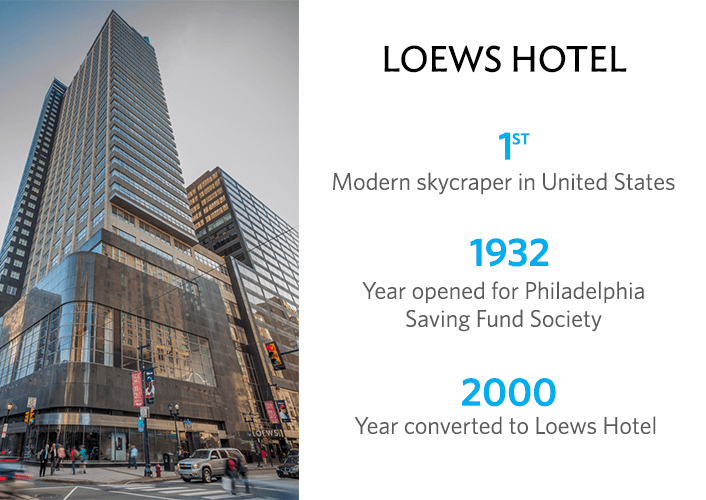 LOEWS HOTEL
1ST
Modern skycraper in United States
1932
Year opened for Philadelphia
Saving Fund Society
2000
Year converted to Loews Hotel
LOEWS